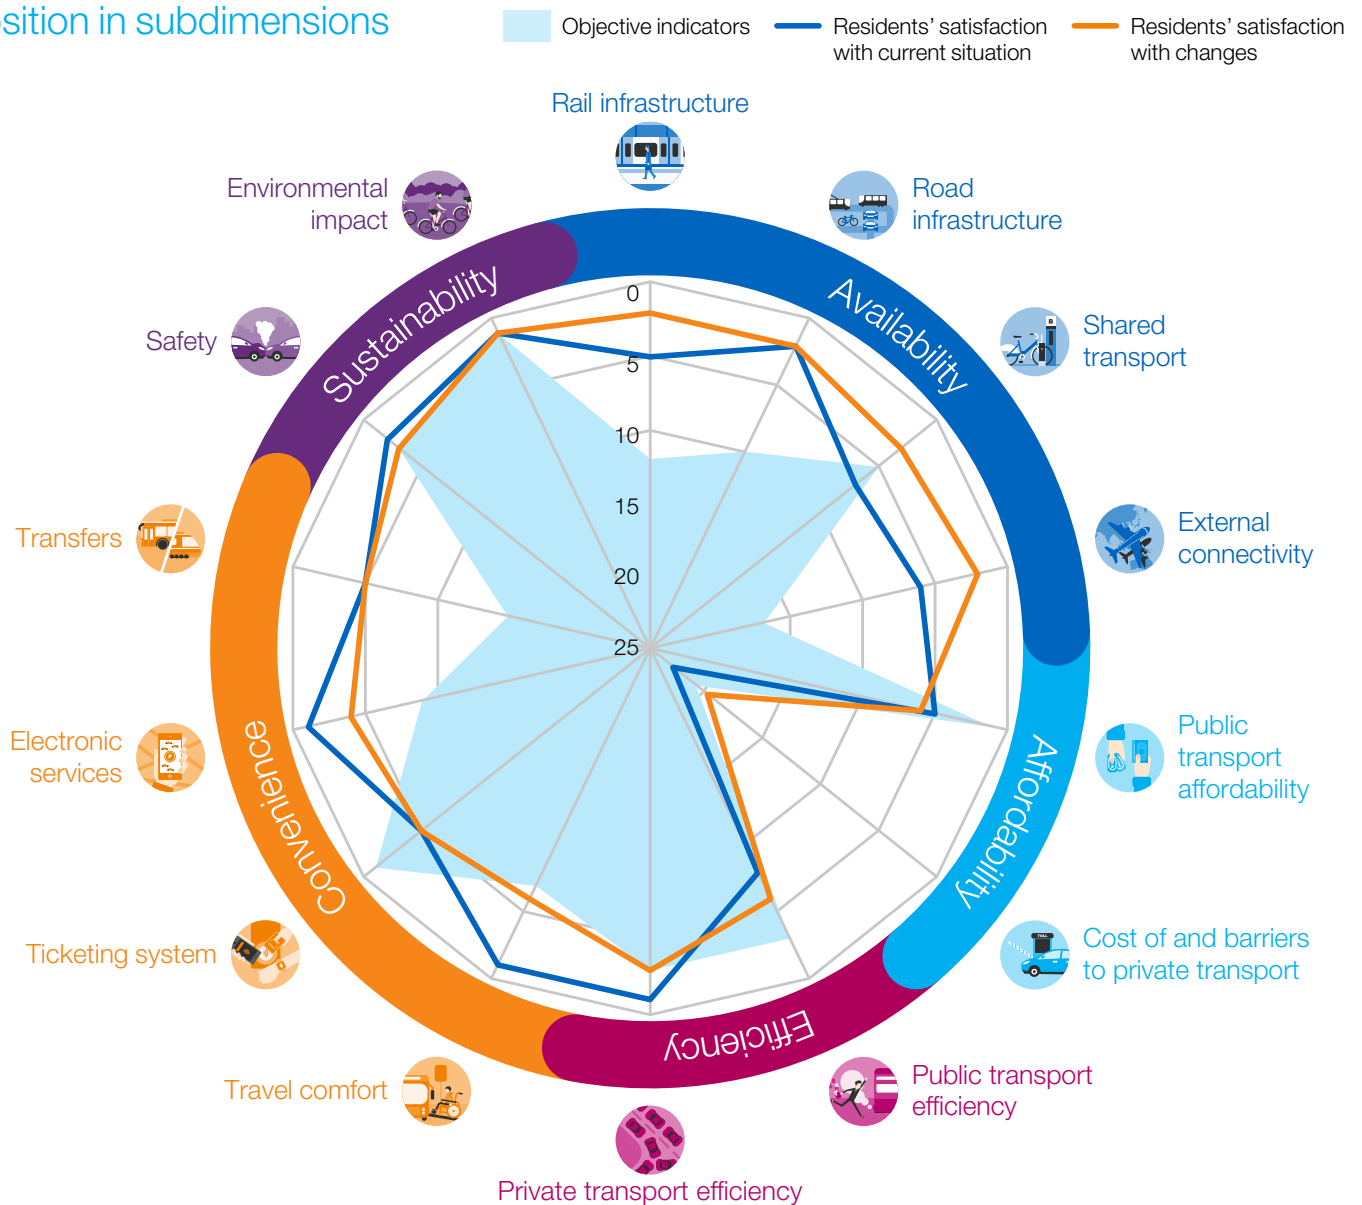 sition in subdimensions
Objective indicators
Residents' satisfaction
with current situation
Residents' satisfaction
with changes
Rail infrastructure
Environmental
impact
Road
infrastructure
Safety
Shared
transport
Sustainability
Availability
0
5
10
15
20
25
Transfers
External
connectivity
Electronic
services
Public
transport
affordability
Convenience
Affordability
Ticketing system
Cost of and barriers
to private transport
TOLL
B
Efficiency
Travel comfort
Public transport
efficiency
Private transport efficiency